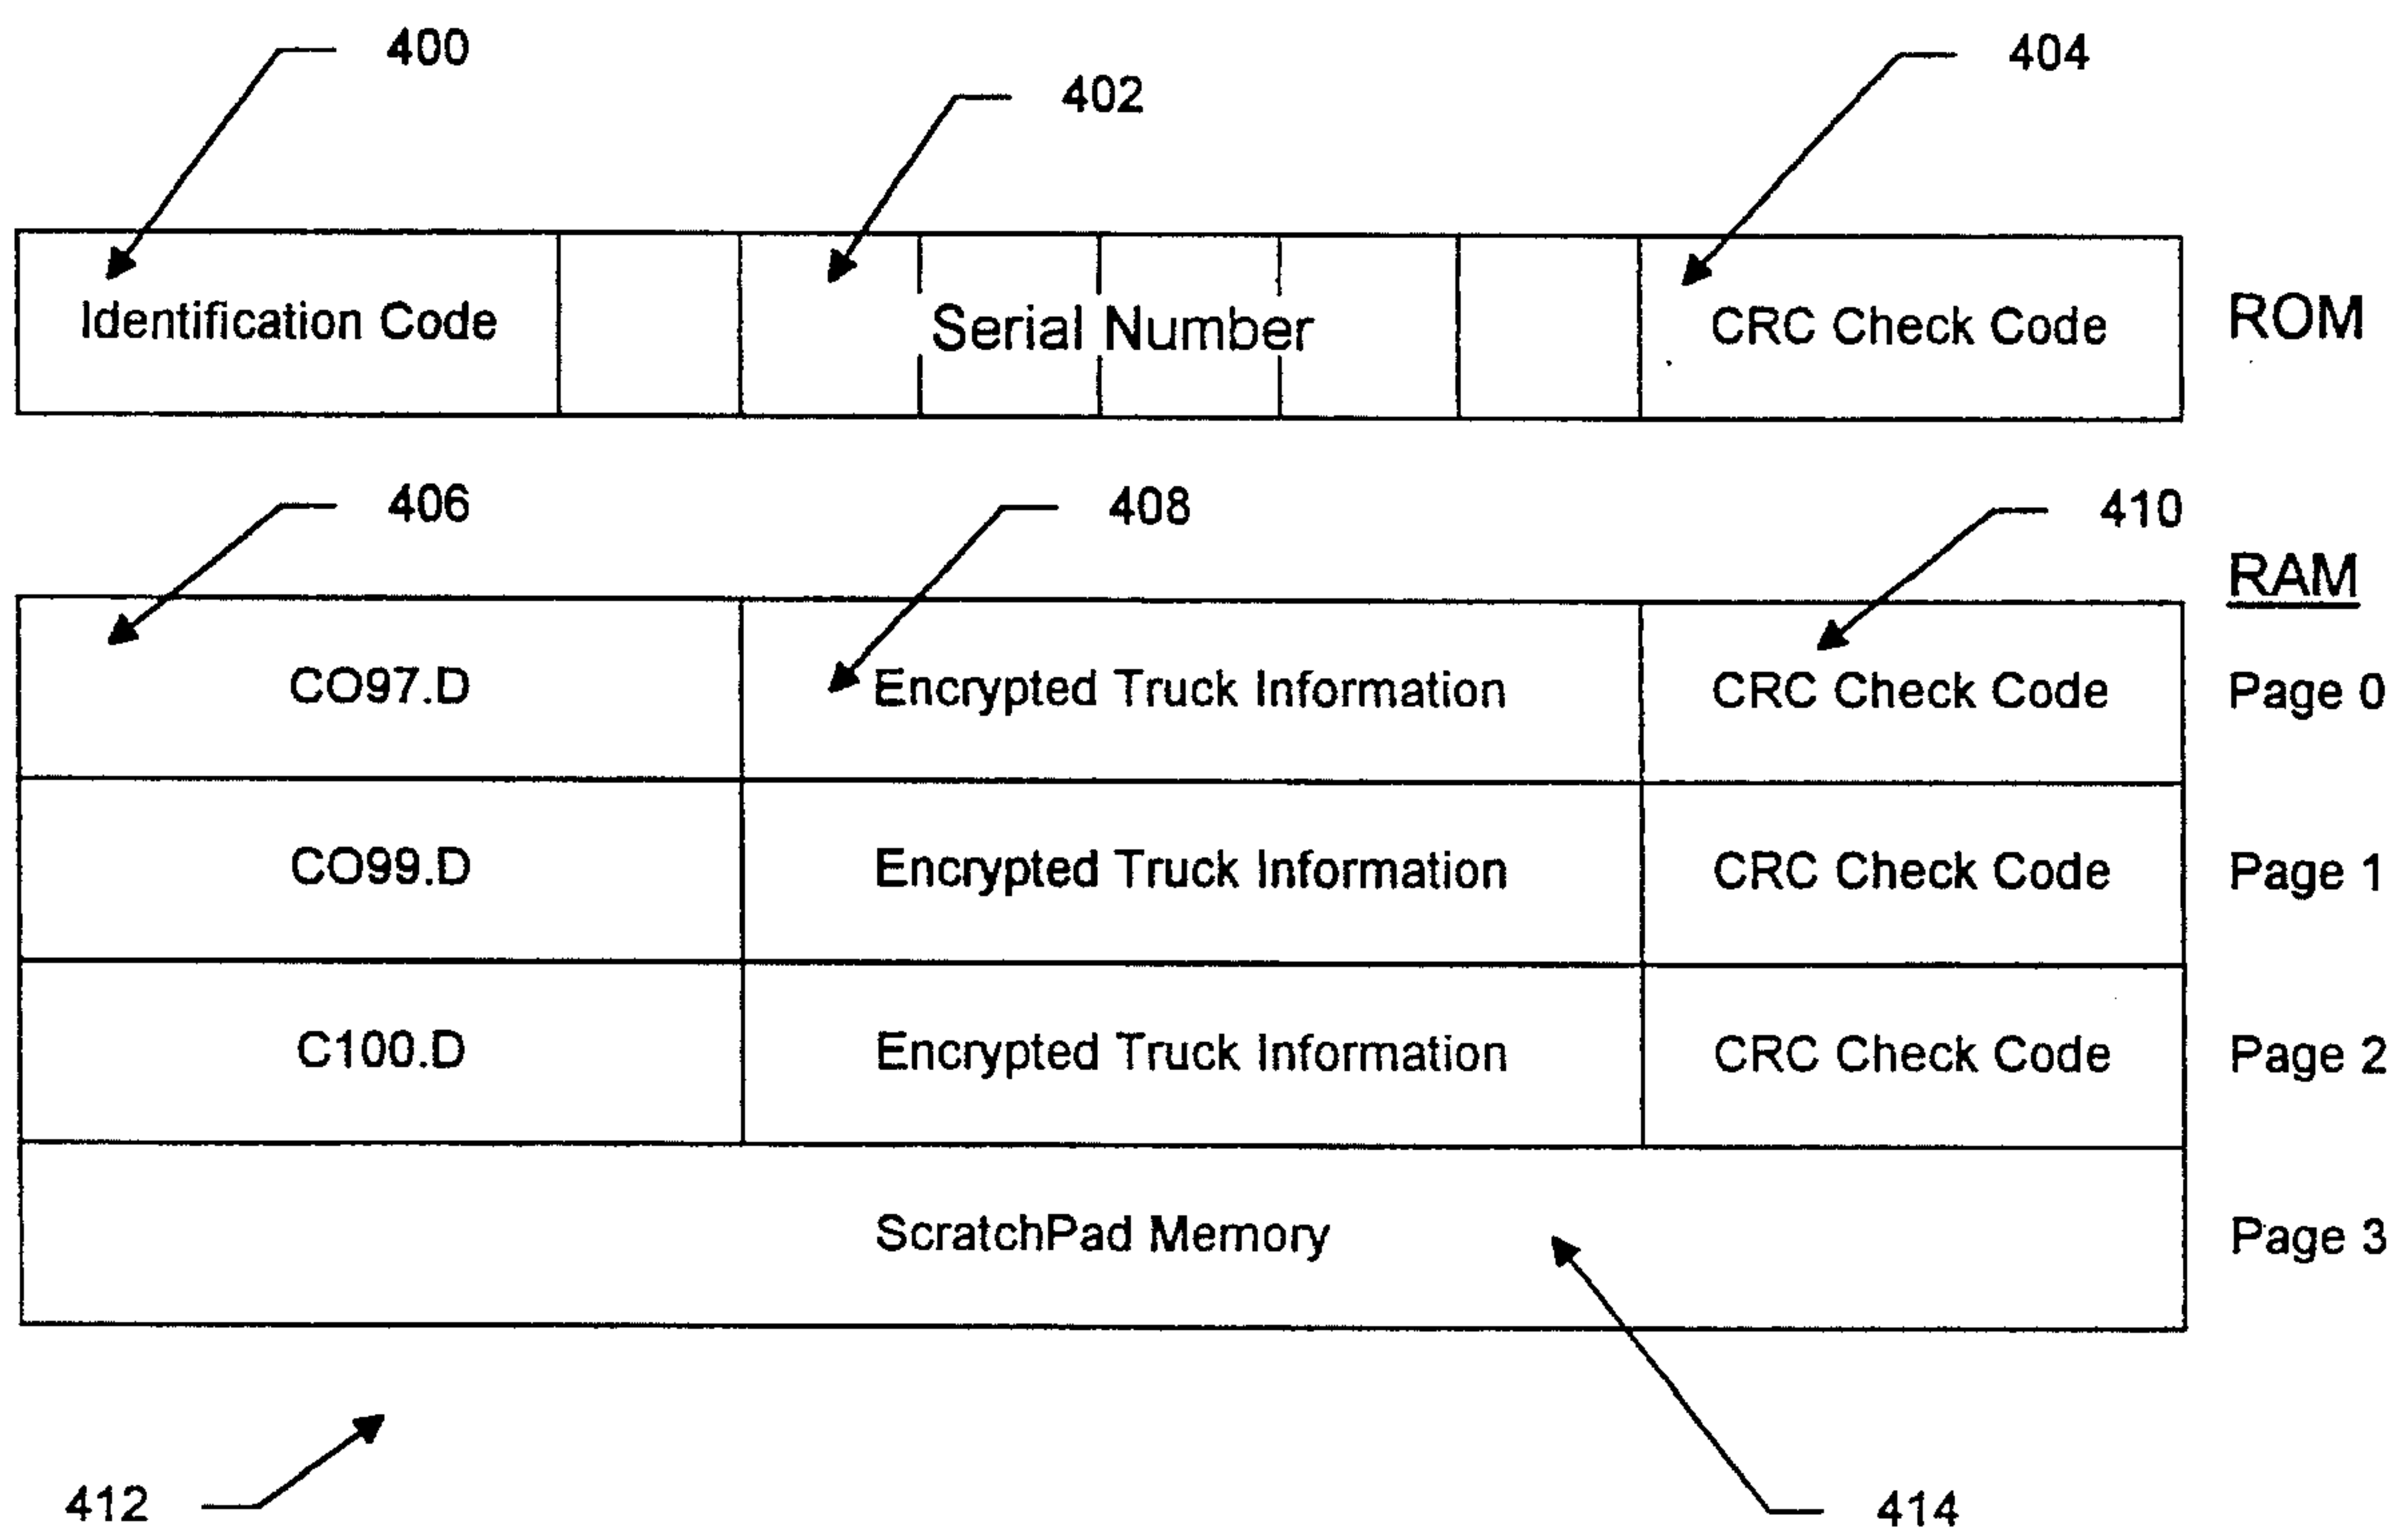 400
402
404
Identification Code Serial Number CRC Check Code ROM
406
408
410
RAM
CO97.D Encrypted Truck Information CRC Check Code Page 0
CO99.D Encrypted Truck Information CRC Check Code Page 1
C100.D Encrypted Truck Information CRC Check Code Page 2
ScratchPad Memory Page 3
412
414